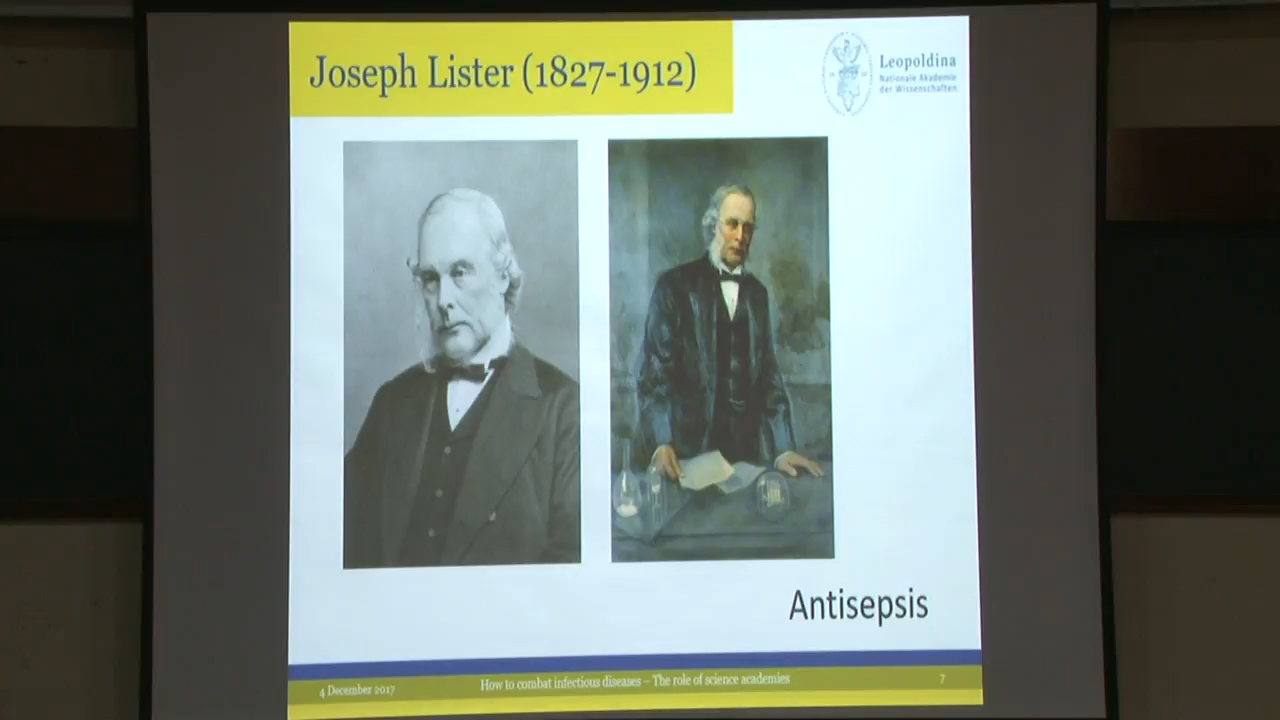 Joseph Lister (1827-1912)
Leopoldina
Nationale Akademie
der Wissenschaften
Antisepsis
4 December 2017
How to combat infectious diseases – The role of science academies
7